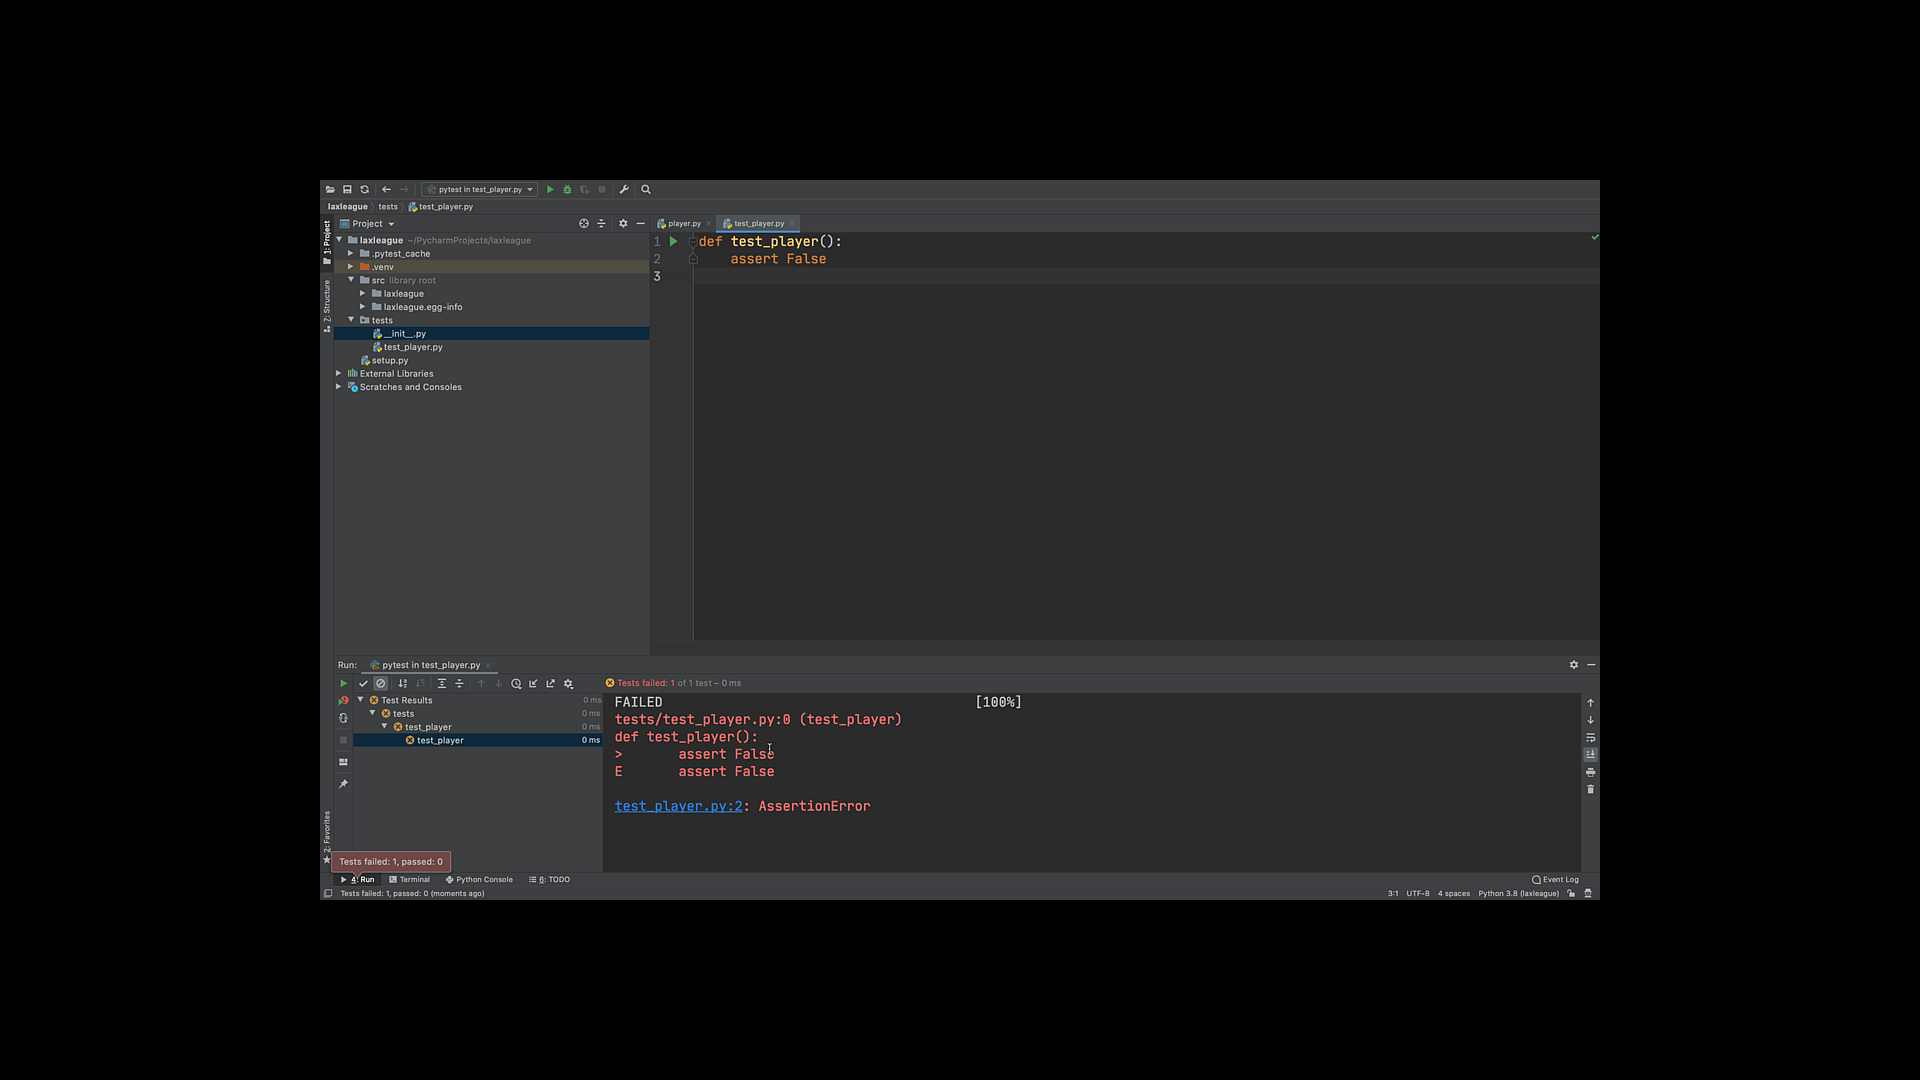 pytest in test_player.py
laxleague tests test_player.py
1: Project
Project
player.py
test_player.py
laxleague ~/PycharmProjects/laxleague
.pytest_cache
.venv
src library root
laxleague
laxleague.egg-info
tests
__init__.py
test_player.py
setup.py
External Libraries
Scratches and Consoles
Z: Structure
1 def test_player():
2 assert False
3
Run: pytest in test_player.py
Tests failed: 1 of 1 test – 0 ms
Test Results 0 ms
tests 0 ms
test_player 0 ms
test_player 0 ms
FAILED [100%]
tests/test_player.py:0 (test_player)
def test_player():
> assert False
E assert False
test_player.py:2: AssertionError
2: Favorites
Tests failed: 1, passed: 0
4: Run
Terminal
Python Console
6: TODO
Event Log
Tests failed: 1, passed: 0 (moments ago)
3:1 UTF-8 4 spaces Python 3.8 (laxleague)